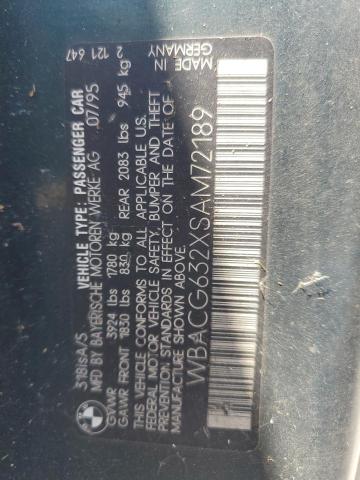 318iSA/S
VEHICLE TYPE: PASSENGER CAR
MFD BY BAYERISCHE MOTOREN WERKE AG 07/95
GVWR 3924 lbs 1780 kg
GAWR FRONT 1830 lbs 830 kg REAR 2083 lbs 945 kg
THIS VEHICLE CONFORMS TO ALL APPLICABLE U.S.
FEDERAL MOTOR VEHICLE SAFETY, BUMPER AND THEFT
PREVENTION STANDARDS IN EFFECT ON THE DATE OF
MANUFACTURE SHOWN ABOVE.
WBACG632XSAM72189
2 121 647
MADE IN
GERMANY